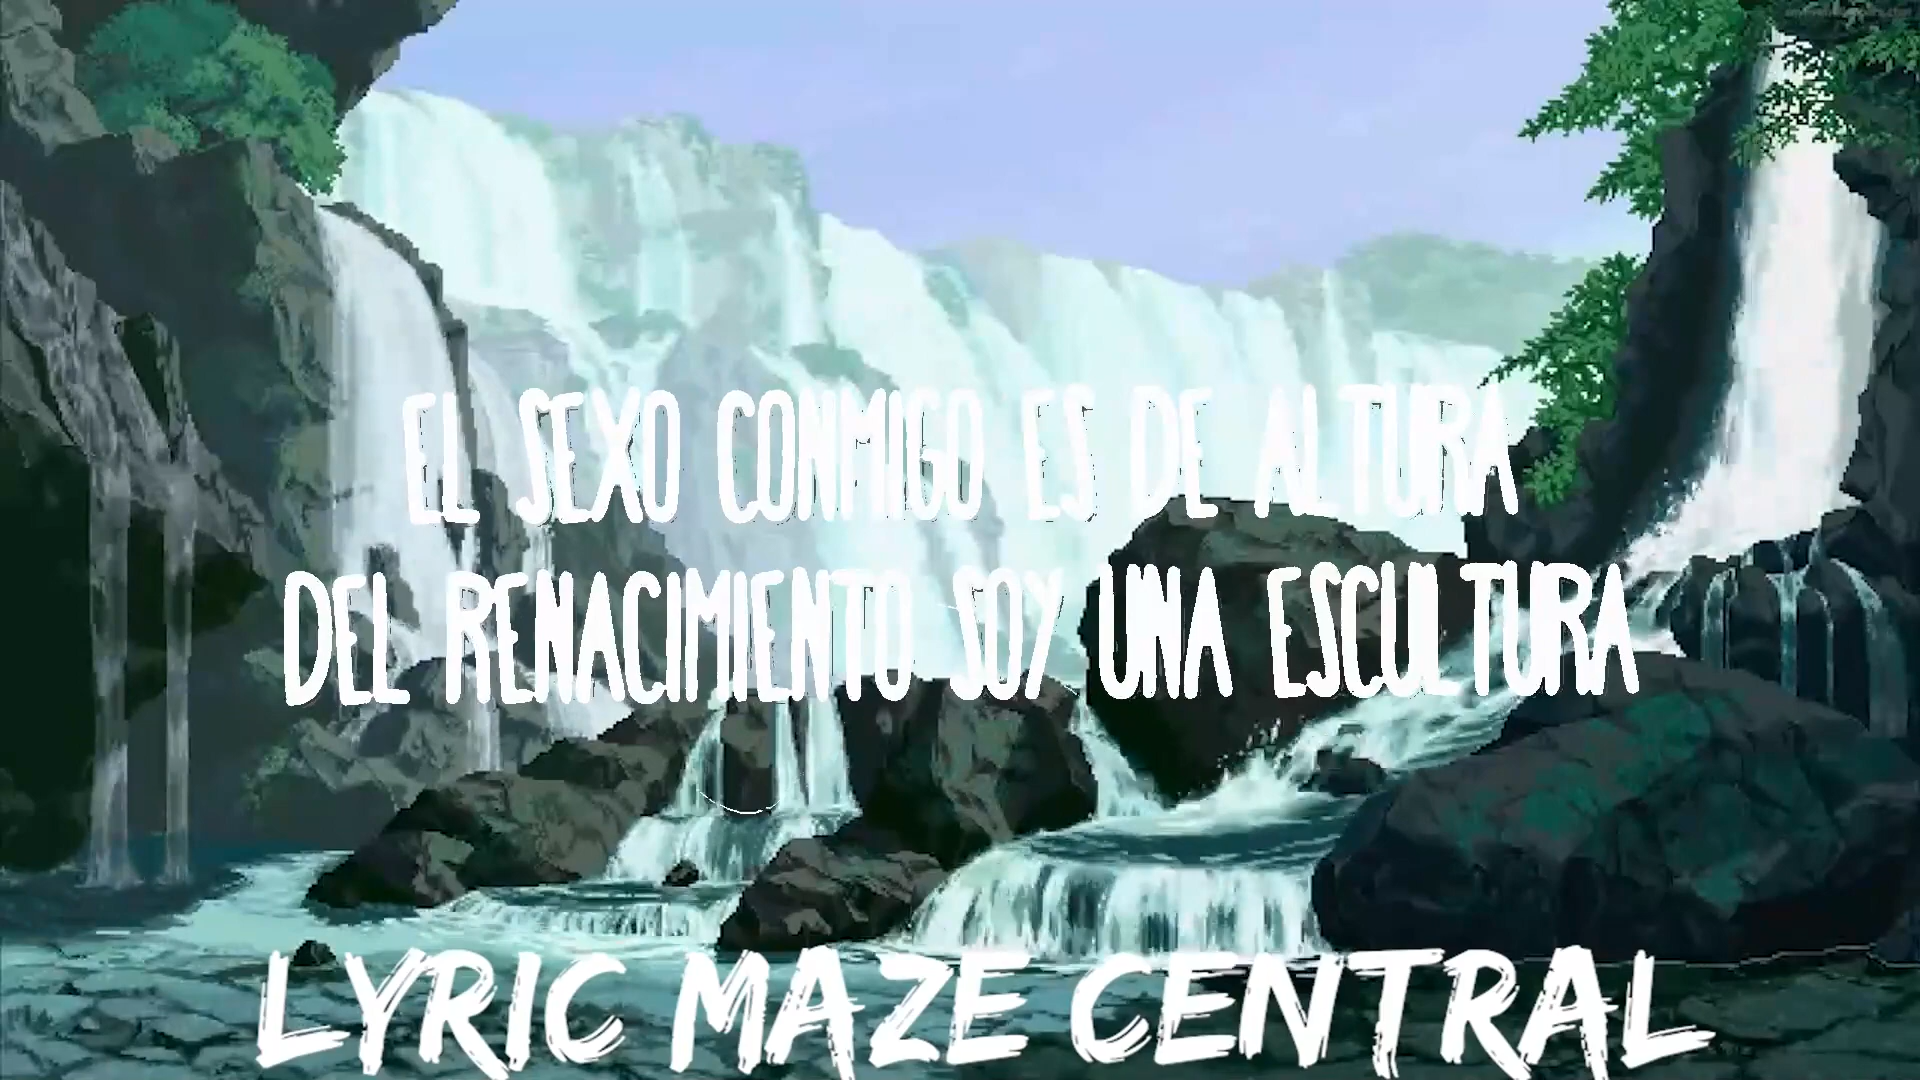 EL SEXO CONMIGO ES DE ALTURA
DEL RENACIMIENTO SOY UNA ESCULTURA
LYRIC MAZE CENTRAL